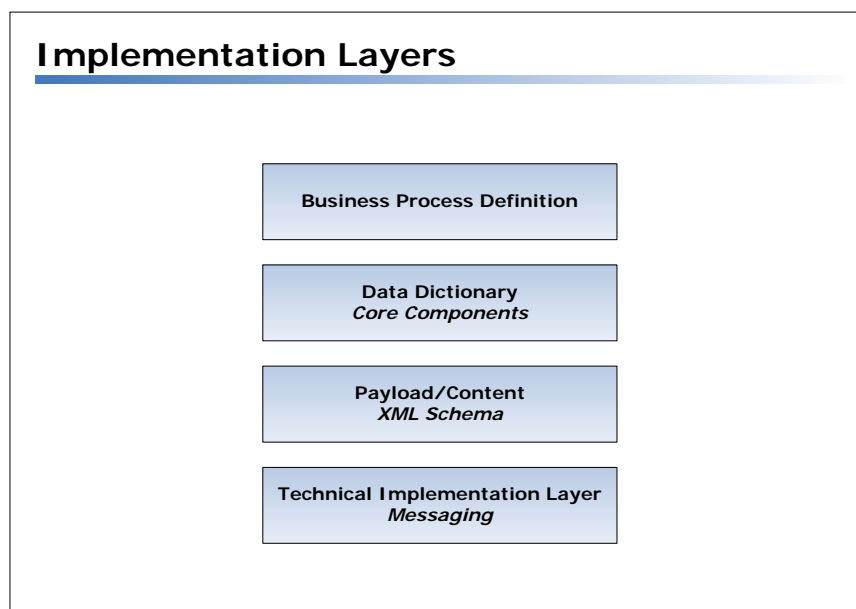 Implementation Layers
Business Process Definition
Data Dictionary
Core Components
Payload/Content
XML Schema
Technical Implementation Layer
Messaging